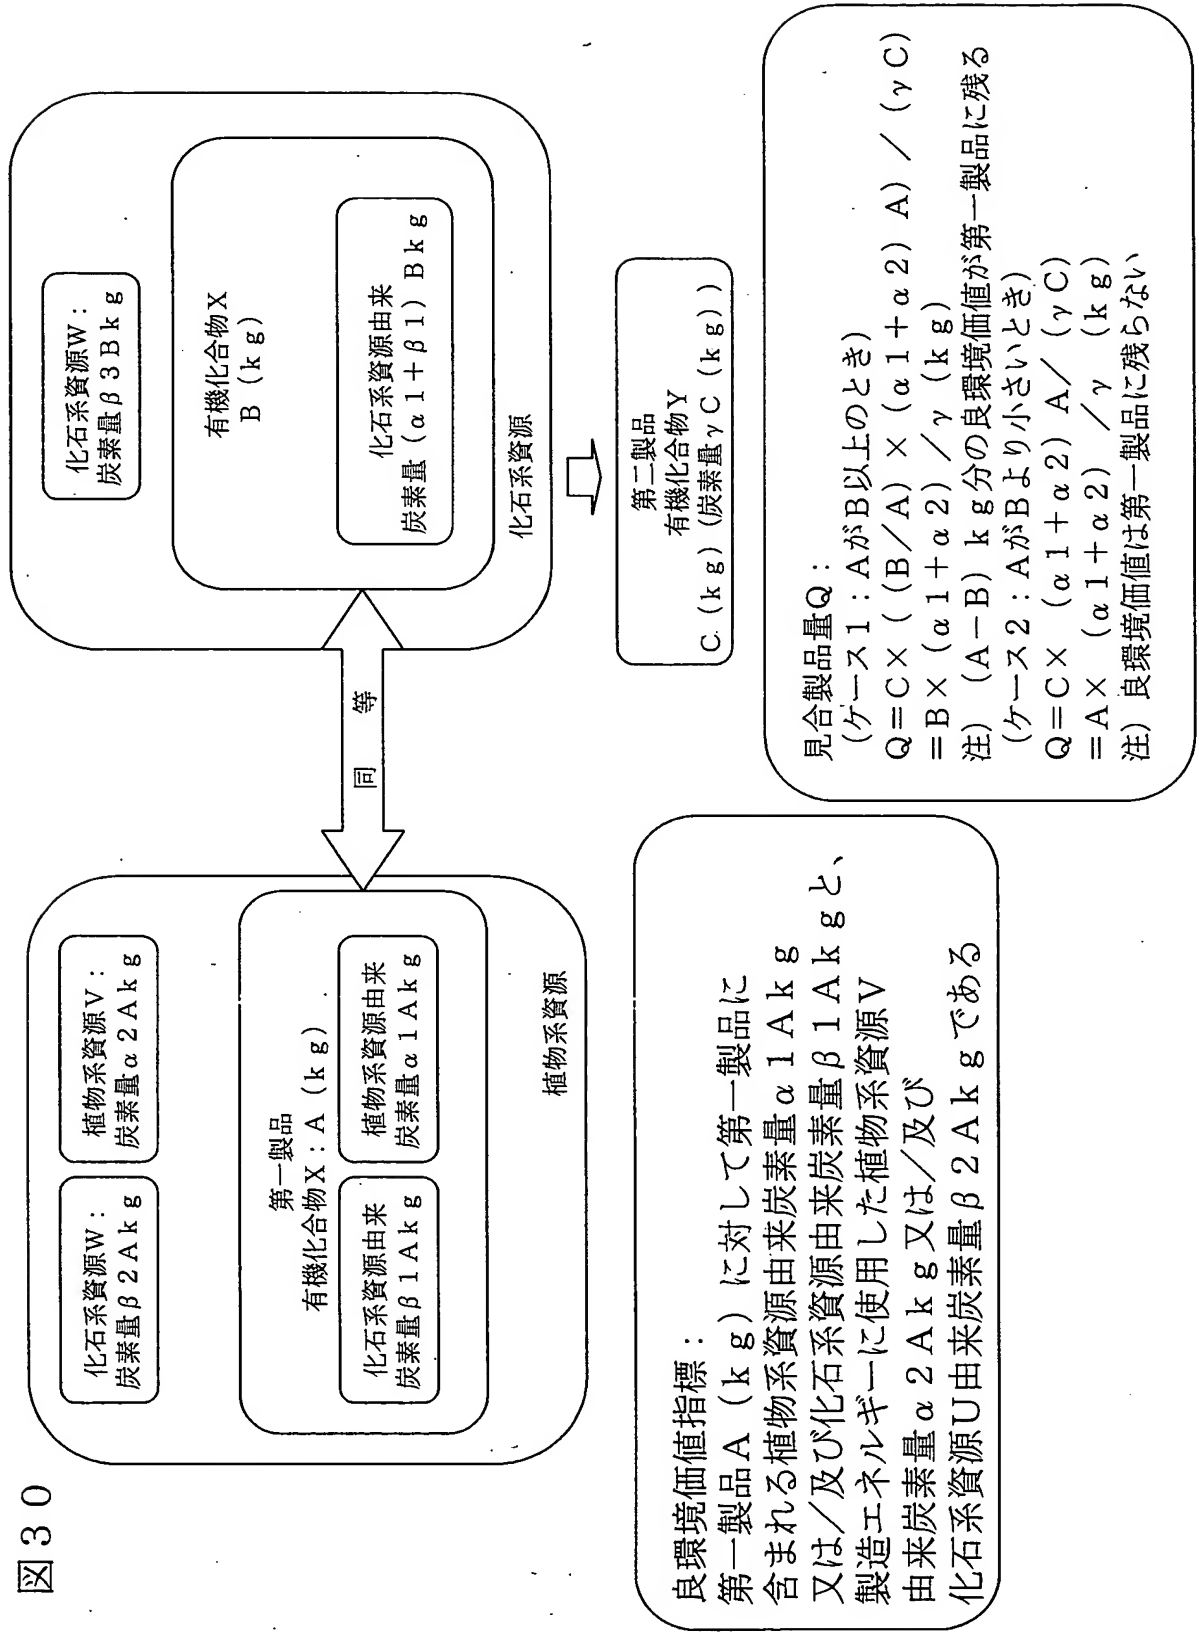 図30
化石系資源W:
炭素量β2Akg
植物系資源V:
炭素量α2Akg
第一製品
有機化合物X:A(kg)
化石系資源由来
炭素量β1Akg
植物系資源由来
炭素量α1Akg
植物系資源
同 等
化石系資源W:
炭素量β3Bkg
有機化合物X
B(kg)
化石系資源由来
炭素量(α1+β1)Bkg
化石系資源
第二製品
有機化合物Y
C(kg)(炭素量γC(kg))
良環境価値指標:
第一製品A(kg)に対して第一製品に
含まれる植物系資源由来炭素量α1Akg
又は/及び化石系資源由来炭素量β1Akgと、
製造エネルギーに使用した植物系資源V
由来炭素量α2Akg又は/及び
化石系資源U由来炭素量β2Akgである
見合製品量Q:
(ケース1:AがB以上のとき)
Q=C×((B/A)×(α1+α2)A)/(γC)
=B×(α1+α2)/γ(kg)
注)(A-B)kg分の良環境価値が第一製品に残る
(ケース2:AがBより小さいとき)
Q=C×(α1+α2)A/(γC)
=A×(α1+α2)/γ(kg)
注)良環境価値は第一製品に残らない